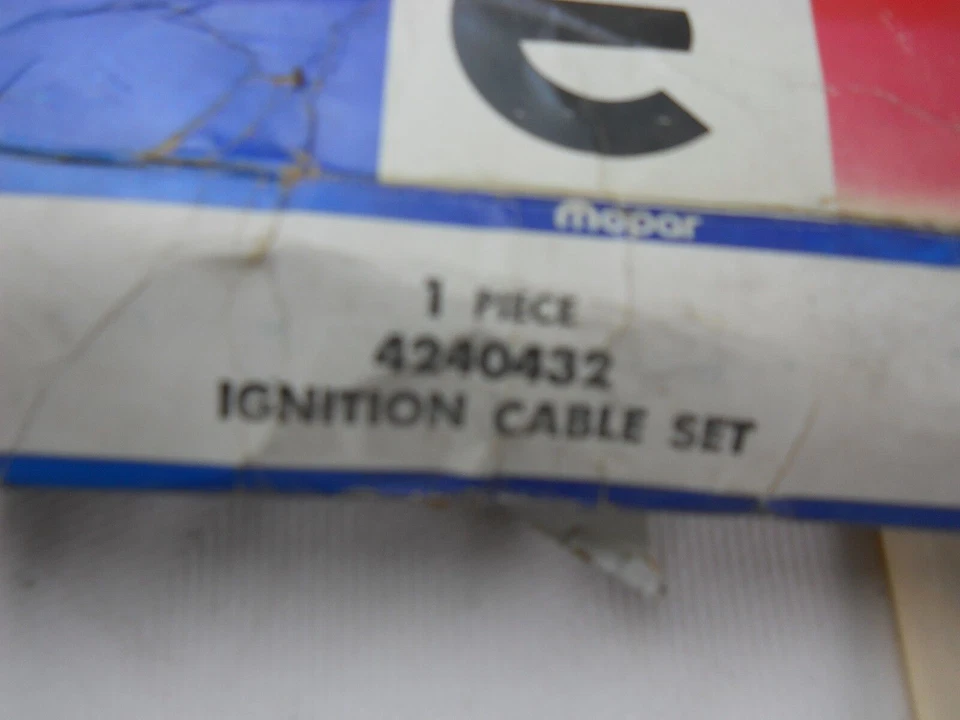 e
mopar
1 PIECE
4240432
IGNITION CABLE SET